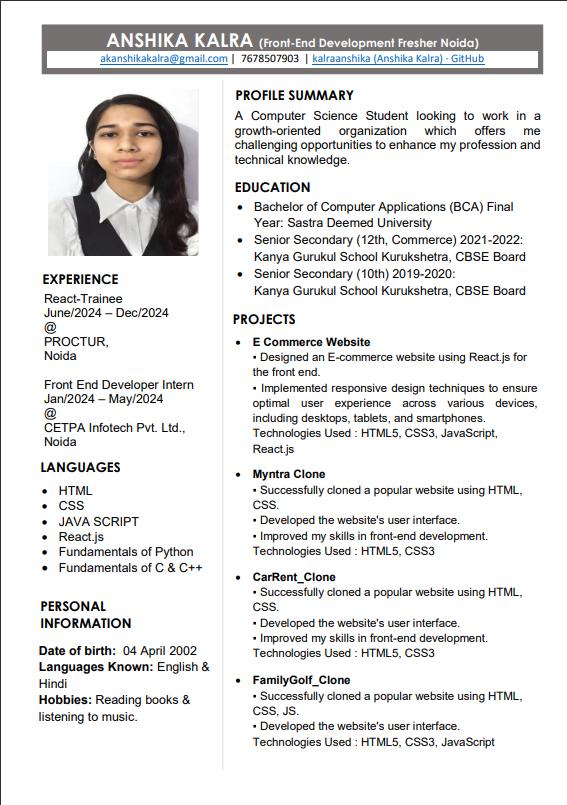 ANSHIKA KALRA (Front-End Development Fresher Noida)
akanshikakalra@gmail.com | 7678507903 | kalraanshika (Anshika Kalra) · GitHub
EXPERIENCE
React-Trainee
June/2024 – Dec/2024
@
PROCTUR,
Noida
Front End Developer Intern
Jan/2024 – May/2024
@
CETPA Infotech Pvt. Ltd.,
Noida
LANGUAGES
• HTML
• CSS
• JAVA SCRIPT
• React.js
• Fundamentals of Python
• Fundamentals of C & C++
PERSONAL
INFORMATION
Date of birth: 04 April 2002
Languages Known: English &
Hindi
Hobbies: Reading books &
listening to music.
PROFILE SUMMARY
A Computer Science Student looking to work in a
growth-oriented organization which offers me
challenging opportunities to enhance my profession and
technical knowledge.
EDUCATION
• Bachelor of Computer Applications (BCA) Final
Year: Sastra Deemed University
• Senior Secondary (12th, Commerce) 2021-2022:
Kanya Gurukul School Kurukshetra, CBSE Board
• Senior Secondary (10th) 2019-2020:
Kanya Gurukul School Kurukshetra, CBSE Board
PROJECTS
• E Commerce Website
▪ Designed an E-commerce website using React.js for
the front end.
▪ Implemented responsive design techniques to ensure
optimal user experience across various devices,
including desktops, tablets, and smartphones.
Technologies Used : HTML5, CSS3, JavaScript,
React.js
• Myntra Clone
▪ Successfully cloned a popular website using HTML,
CSS.
▪ Developed the website's user interface.
▪ Improved my skills in front-end development.
Technologies Used : HTML5, CSS3
• CarRent_Clone
▪ Successfully cloned a popular website using HTML,
CSS.
▪ Developed the website's user interface.
▪ Improved my skills in front-end development.
Technologies Used : HTML5, CSS3
• FamilyGolf_Clone
▪ Successfully cloned a popular website using HTML,
CSS, JS.
▪ Developed the website's user interface.
Technologies Used : HTML5, CSS3, JavaScript